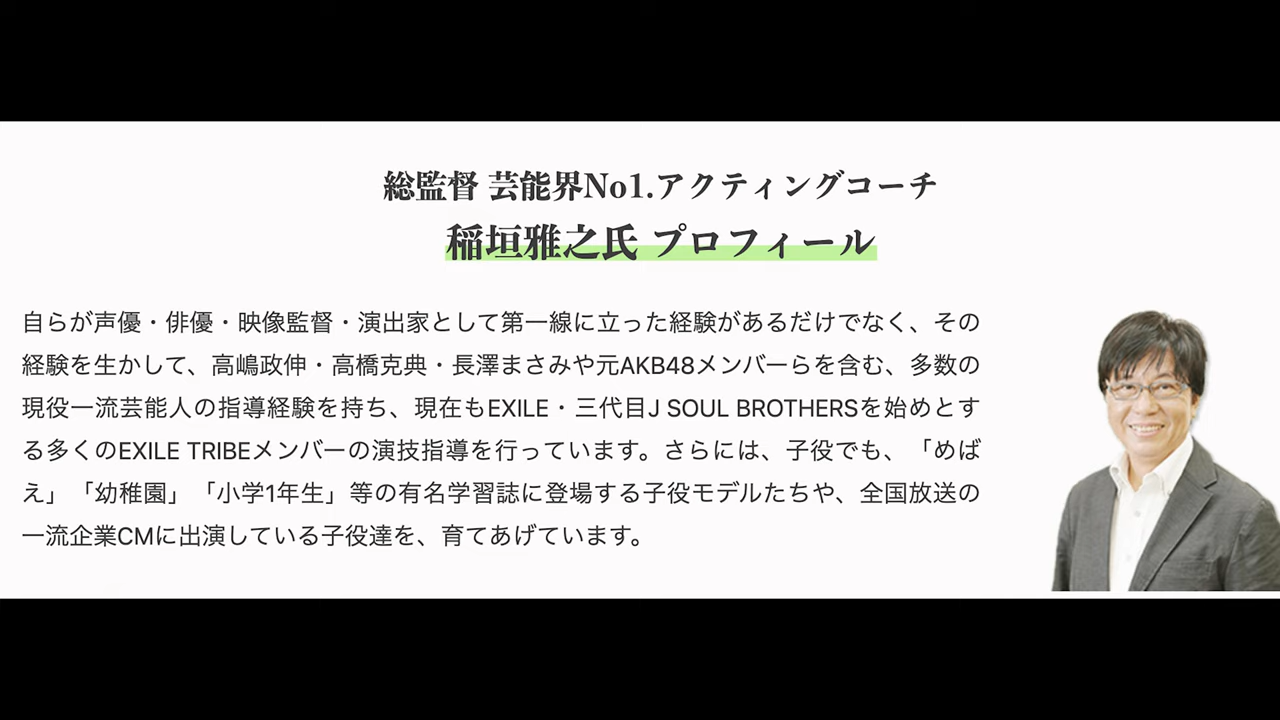 総監督 芸能界No1.アクティングコーチ
稲垣雅之氏 プロフィール
自らが声優・俳優・映像監督・演出家として第一線に立った経験があるだけでなく、その
経験を生かして、高嶋政伸・高橋克典・長澤まさみや元AKB48メンバーらを含む、多数の
現役一流芸能人の指導経験を持ち、現在もEXILE・三代目J SOUL BROTHERSを始めとす
る多くのEXILE TRIBEメンバーの演技指導を行っています。さらには、子役でも、「めば
え」「幼稚園」「小学1年生」等の有名学習誌に登場する子役モデルたちや、全国放送の
一流企業CMに出演している子役達を、育てあげています。